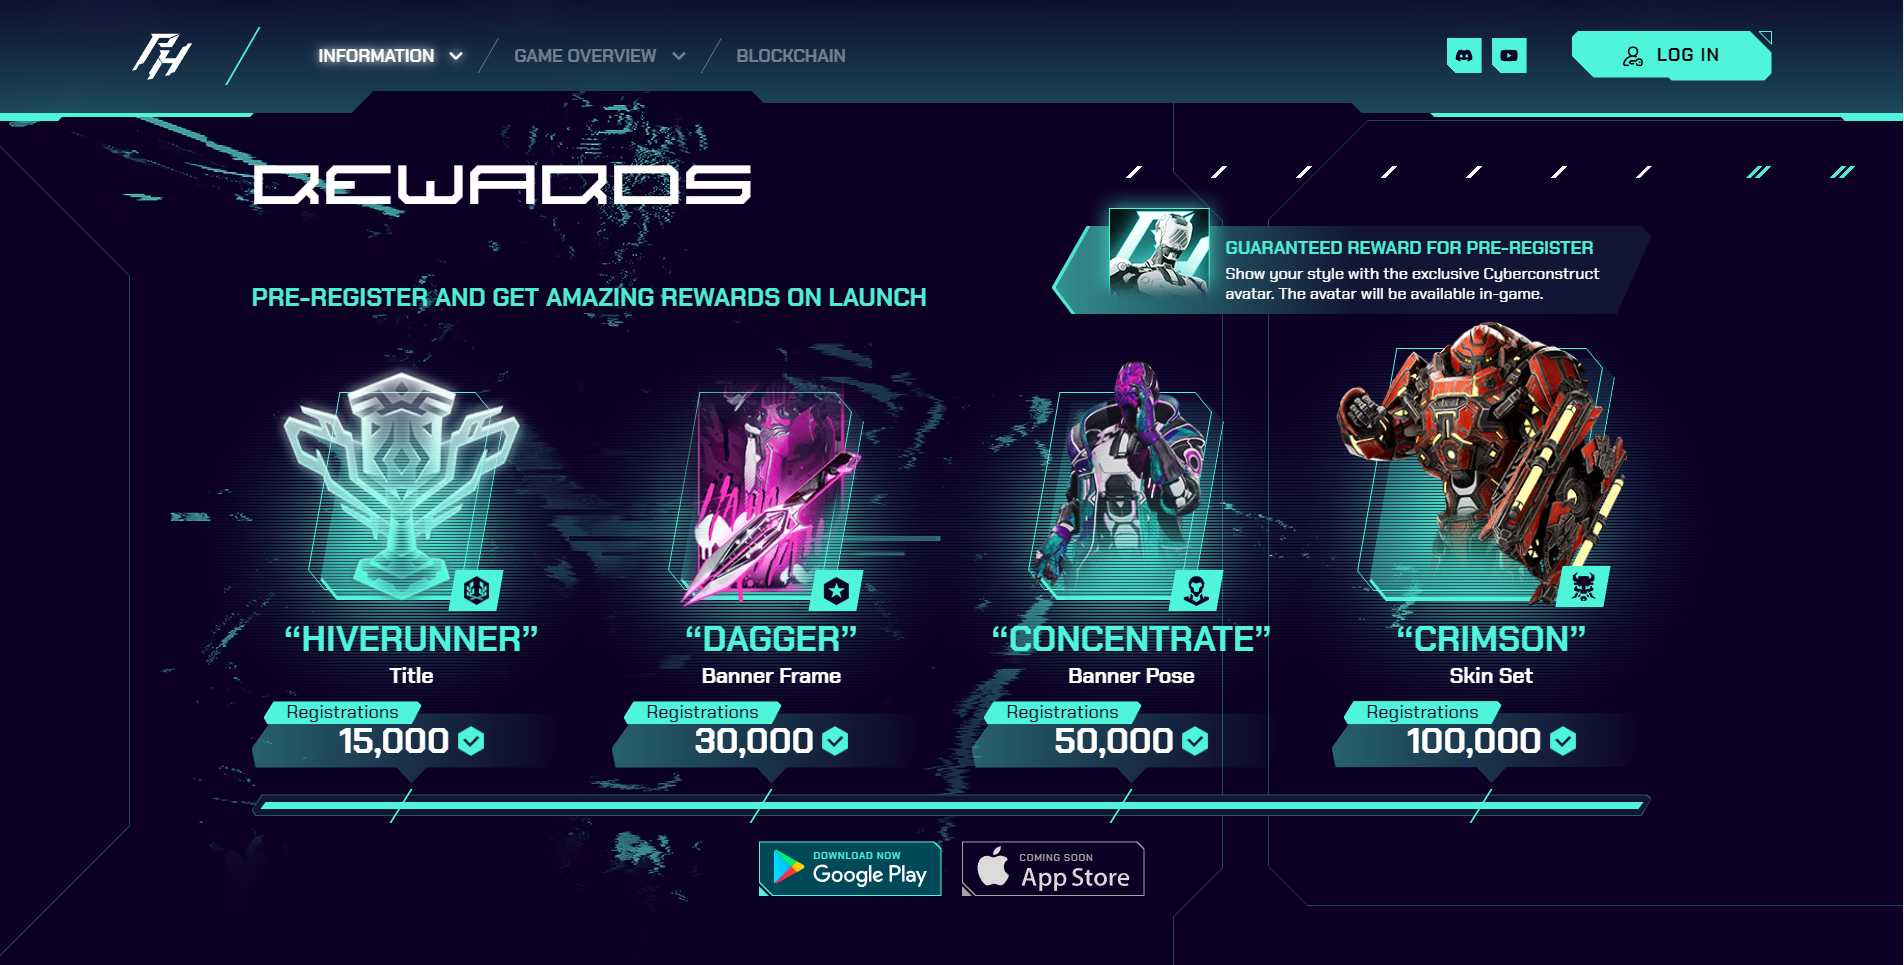 INFORMATION
GAME OVERVIEW
BLOCKCHAIN
LOG IN
REWARDS
GUARANTEED REWARD FOR PRE-REGISTER
Show your style with the exclusive Cyberconstruct
avatar. The avatar will be available in-game.
PRE-REGISTER AND GET AMAZING REWARDS ON LAUNCH
“HIVERUNNER”
Title
Registrations
15,000
“DAGGER”
Banner Frame
Registrations
30,000
“CONCENTRATE”
Banner Pose
Registrations
50,000
“CRIMSON”
Skin Set
Registrations
100,000
DOWNLOAD NOW
Google Play
COMING SOON
App Store